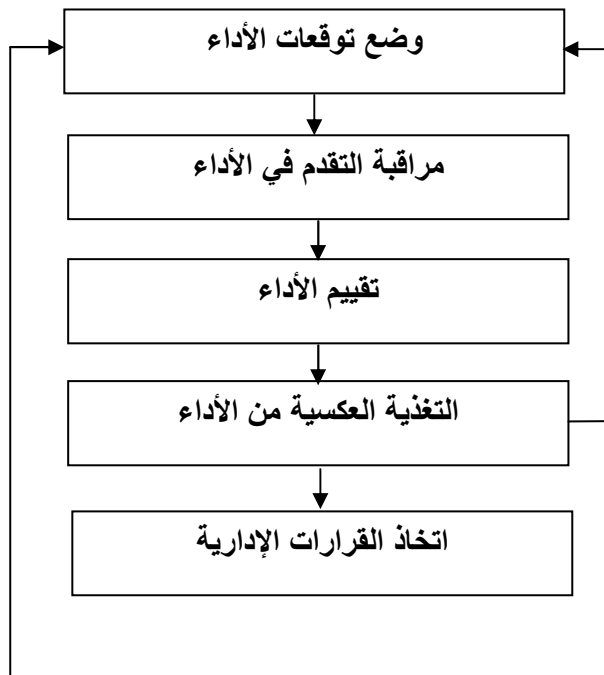 وضع توقعات الأداء
مراقبة التقدم في الأداء
تقييم الأداء
التغذية العكسية من الأداء
اتخاذ القرارات الإدارية